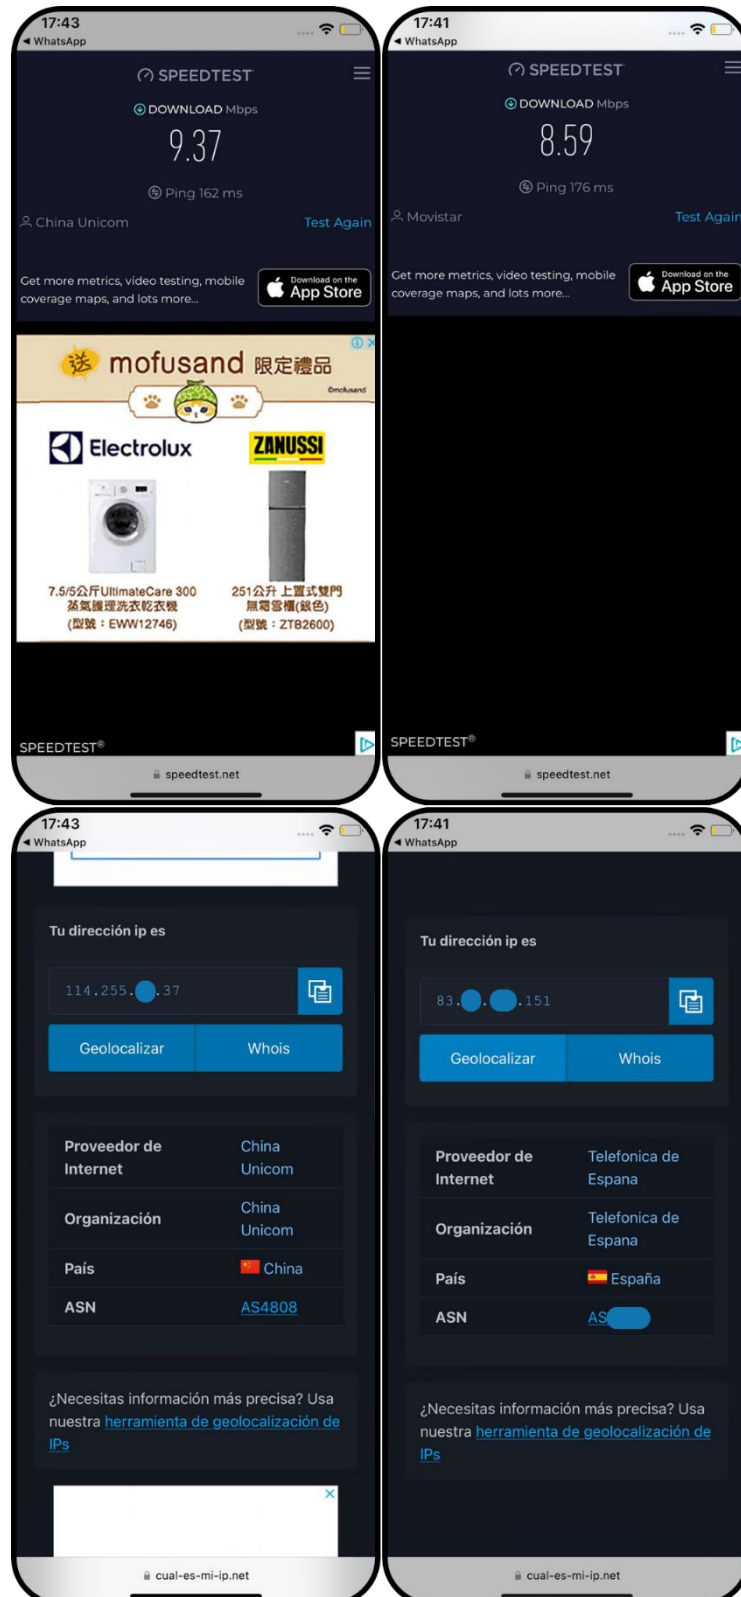 17:43
◄ WhatsApp
SPEEDTEST
DOWNLOAD Mbps
9.37
Ping 162 ms
China Unicom
Test Again
Get more metrics, video testing, mobile
coverage maps, and lots more...
Download on the
App Store
送 mofusand 限定禮品
©mofusand
Electrolux
ZANUSSI
7.5/5公斤UltimateCare 300
蒸氣護理洗衣乾衣機
(型號：EWW12746)
251公升 上置式雙門
無霜雪櫃(銀色)
(型號：ZTB2600)
SPEEDTEST®
speedtest.net
17:41
◄ WhatsApp
SPEEDTEST
DOWNLOAD Mbps
8.59
Ping 176 ms
Movistar
Test Again
Get more metrics, video testing, mobile
coverage maps, and lots more...
Download on the
App Store
SPEEDTEST®
speedtest.net
17:43
◄ WhatsApp
Tu dirección ip es
114.255. .37
Geolocalizar
Whois
Proveedor de
Internet
China
Unicom
Organización
China
Unicom
País
China
ASN
AS4808
¿Necesitas información más precisa? Usa
nuestra herramienta de geolocalización de
IPs
cual-es-mi-ip.net
17:41
◄ WhatsApp
Tu dirección ip es
83. . .151
Geolocalizar
Whois
Proveedor de
Internet
Telefonica de
Espana
Organización
Telefonica de
Espana
País
España
ASN
AS
¿Necesitas información más precisa? Usa
nuestra herramienta de geolocalización de
IPs
cual-es-mi-ip.net